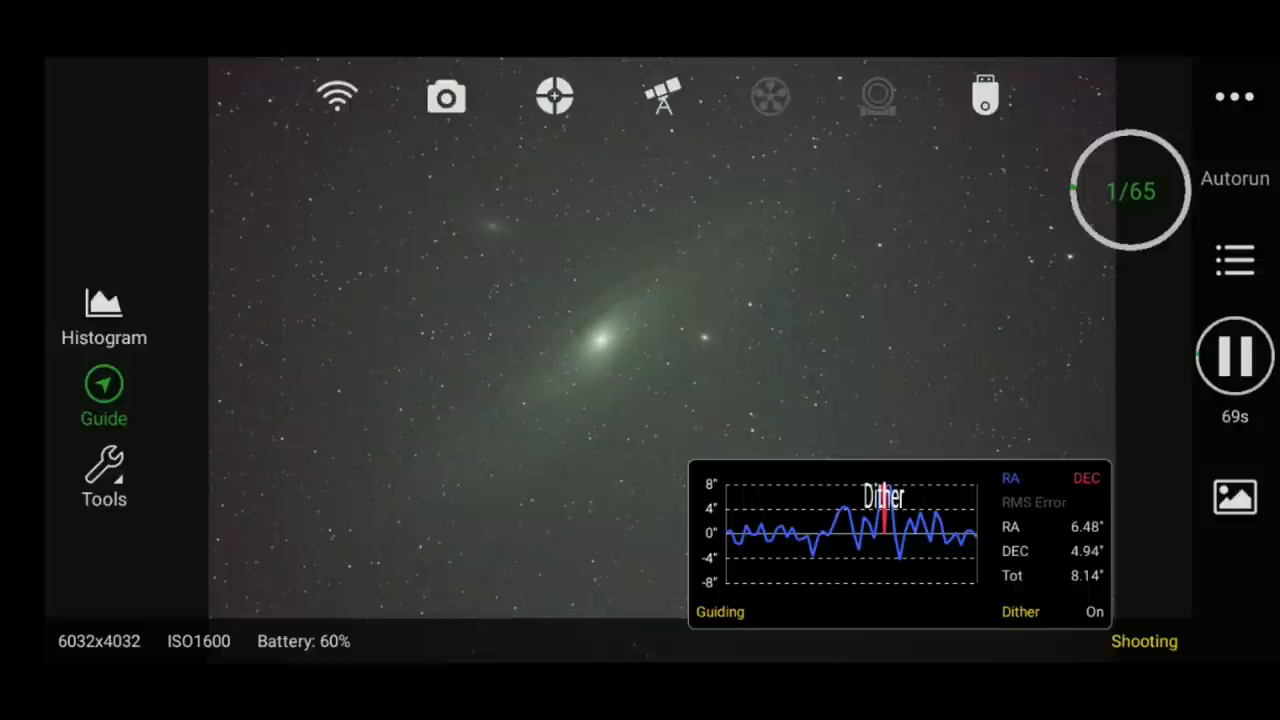 1/65
Autorun
Histogram
Guide
Tools
69s
8"
4"
0"
-4"
-8"
Dither
RA DEC
RMS Error
RA 6.48"
DEC 4.94"
Tot 8.14"
Guiding
Dither On
6032x4032 ISO1600 Battery: 60%
Shooting